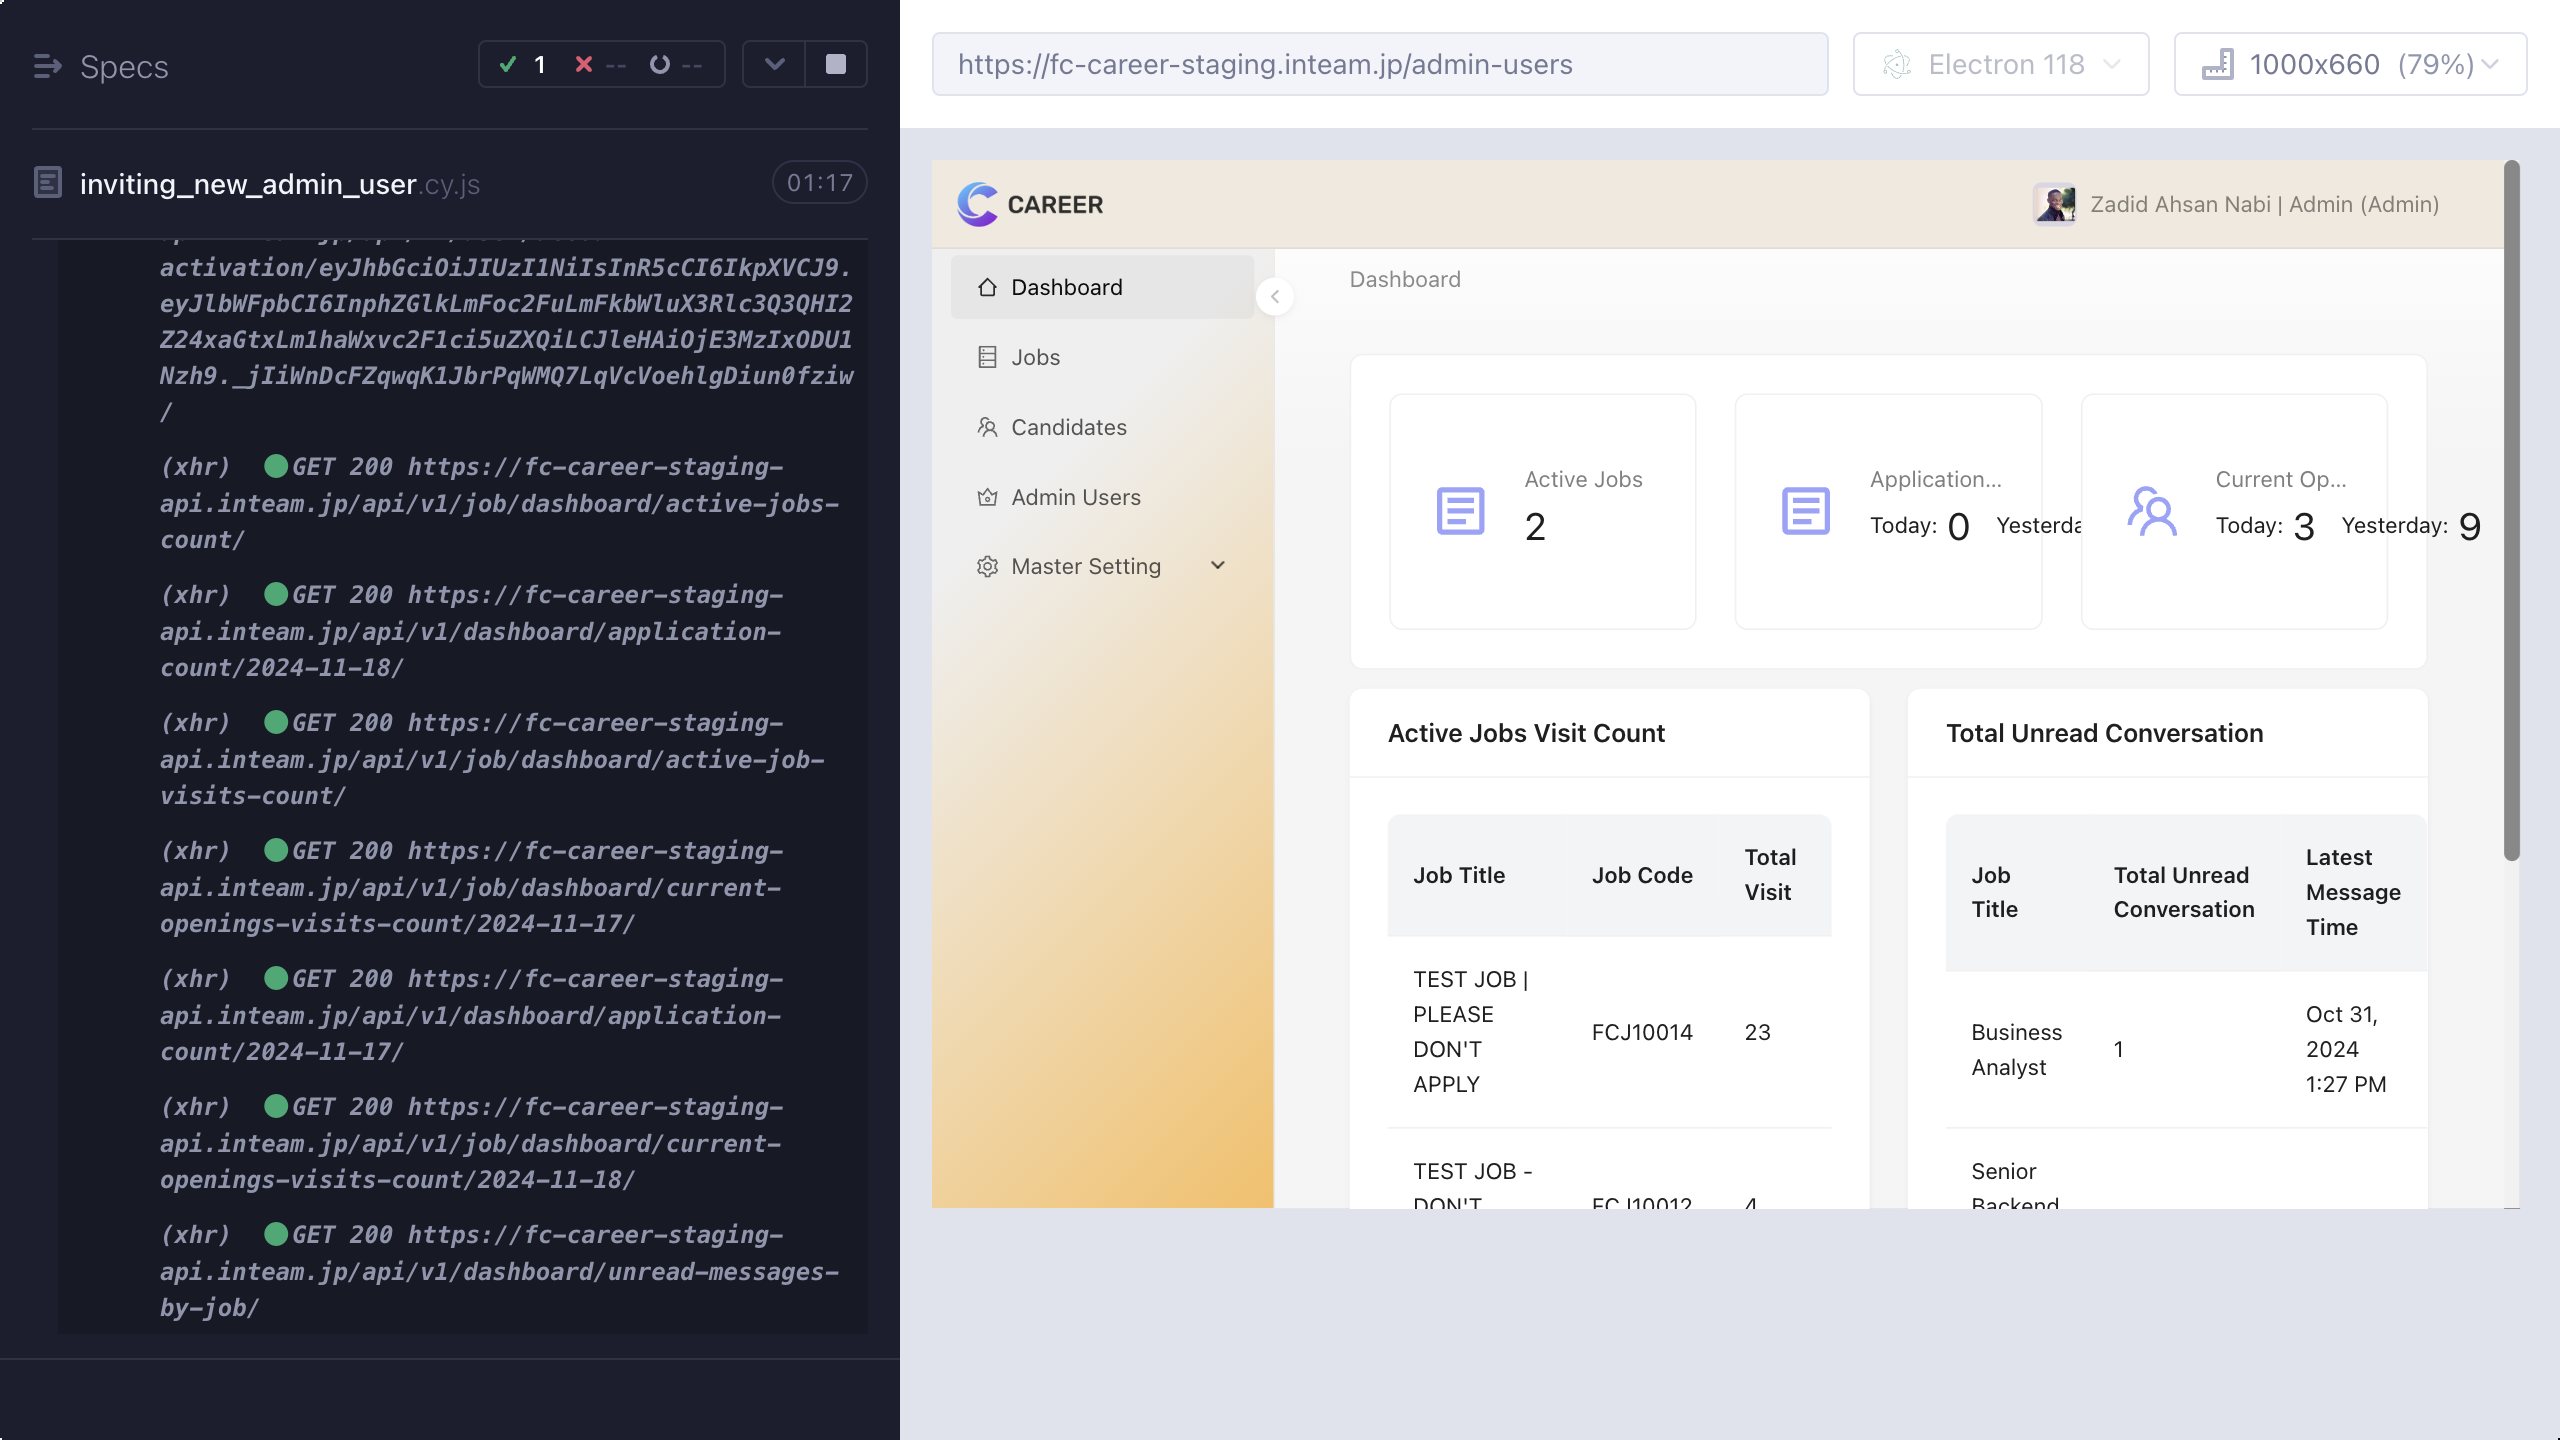 Specs
1
--
--
inviting_new_admin_user.cy.js
01:17
activation/eyJhbGciOiJIUzI1NiIsInR5cCI6IkpXVCJ9.
eyJlbWFpbCI6InphZGlkLmFoc2FuLmFkbWluX3Rlc3Q3QHI2
Z24xaGtxLm1haWxvc2F1ci5uZXQiLCJleHAiOjE3MzIxODU1
Nzh9._jIiWnDcFZqwqK1JbrPqWMQ7LqVcVoehlgDiun0fziw
/
(xhr) GET 200 https://fc-career-staging-
api.inteam.jp/api/v1/job/dashboard/active-jobs-
count/
(xhr) GET 200 https://fc-career-staging-
api.inteam.jp/api/v1/dashboard/application-
count/2024-11-18/
(xhr) GET 200 https://fc-career-staging-
api.inteam.jp/api/v1/job/dashboard/active-job-
visits-count/
(xhr) GET 200 https://fc-career-staging-
api.inteam.jp/api/v1/job/dashboard/current-
openings-visits-count/2024-11-17/
(xhr) GET 200 https://fc-career-staging-
api.inteam.jp/api/v1/dashboard/application-
count/2024-11-17/
(xhr) GET 200 https://fc-career-staging-
api.inteam.jp/api/v1/job/dashboard/current-
openings-visits-count/2024-11-18/
(xhr) GET 200 https://fc-career-staging-
api.inteam.jp/api/v1/dashboard/unread-messages-
by-job/
https://fc-career-staging.inteam.jp/admin-users
Electron 118
1000x660 (79%)
CAREER
Zadid Ahsan Nabi | Admin (Admin)
Dashboard
Jobs
Candidates
Admin Users
Master Setting
Dashboard
Active Jobs
2
Application...
Today: 0 Yesterda
Current Op...
Today: 3 Yesterday: 9
Active Jobs Visit Count
Job Title
Job Code
Total
Visit
TEST JOB |
PLEASE
DON'T
APPLY
FCJ10014
23
TEST JOB -
DON'T
FCJ10012
4
Total Unread Conversation
Job
Title
Total Unread
Conversation
Latest
Message
Time
Business
Analyst
1
Oct 31,
2024
1:27 PM
Senior
Backend